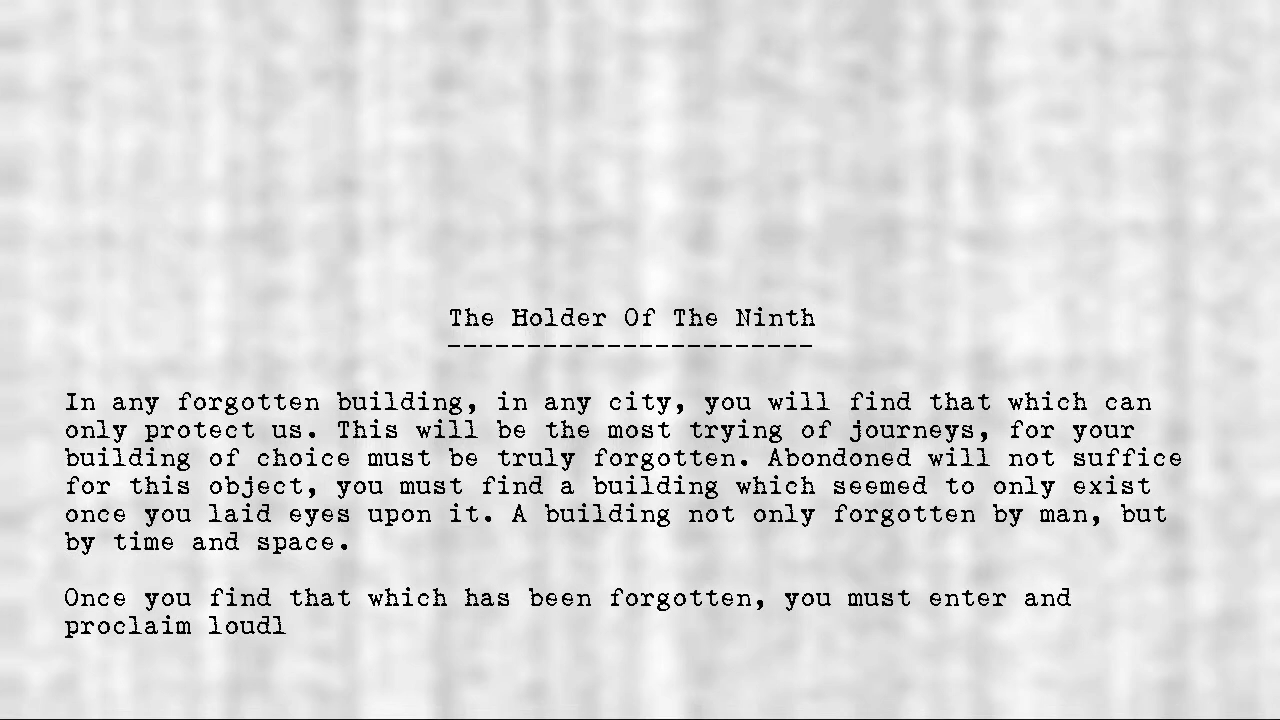 The Holder Of The Ninth
-----------------------
In any forgotten building, in any city, you will find that which can
only protect us. This will be the most trying of journeys, for your
building of choice must be truly forgotten. Abondoned will not suffice
for this object, you must find a building which seemed to only exist
once you laid eyes upon it. A building not only forgotten by man, but
by time and space.
Once you find that which has been forgotten, you must enter and
proclaim loudl